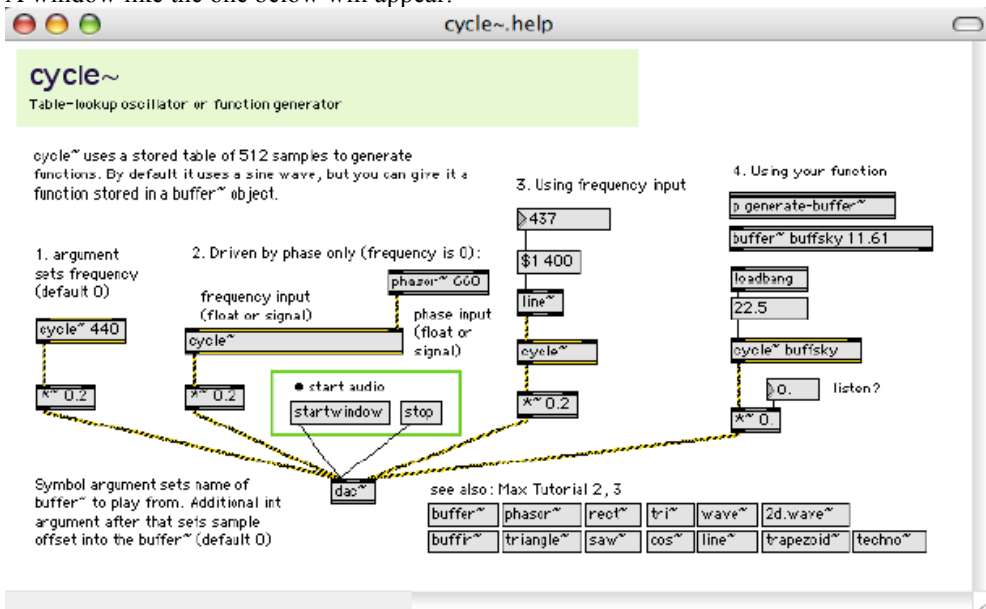 A window like the one below will appear.
cycle~.help
cycle~
Table-lookup oscillator or function generator
cycle~ uses a stored table of 512 samples to generate
functions. By default it uses a sine wave, but you can give it a
function stored in a buffer~ object.
1. argument
sets frequency
(default 0)
cycle~ 440
*~ 0.2
2. Driven by phase only (frequency is 0):
phasor~ 660
frequency input
(float or signal)
phase input
(float or
signal)
cycle~
*~ 0.2
start audio
startwindow
stop
3. Using frequency input
437
$1 400
line~
cycle~
*~ 0.2
4. Using your function
p generate-buffer~
buffer~ buffsky 11.61
loadbang
22.5
cycle~ buffsky
0.
listen?
*~ 0.
dac~
Symbol argument sets name of
buffer~ to play from. Additional int
argument after that sets sample
offset into the buffer~ (default 0)
see also: Max Tutorial 2, 3
buffer~ phasor~ rect~ tri~ wave~ 2d.wave~
buffir~ triangle~ saw~ cos~ line~ trapezoid~ techno~